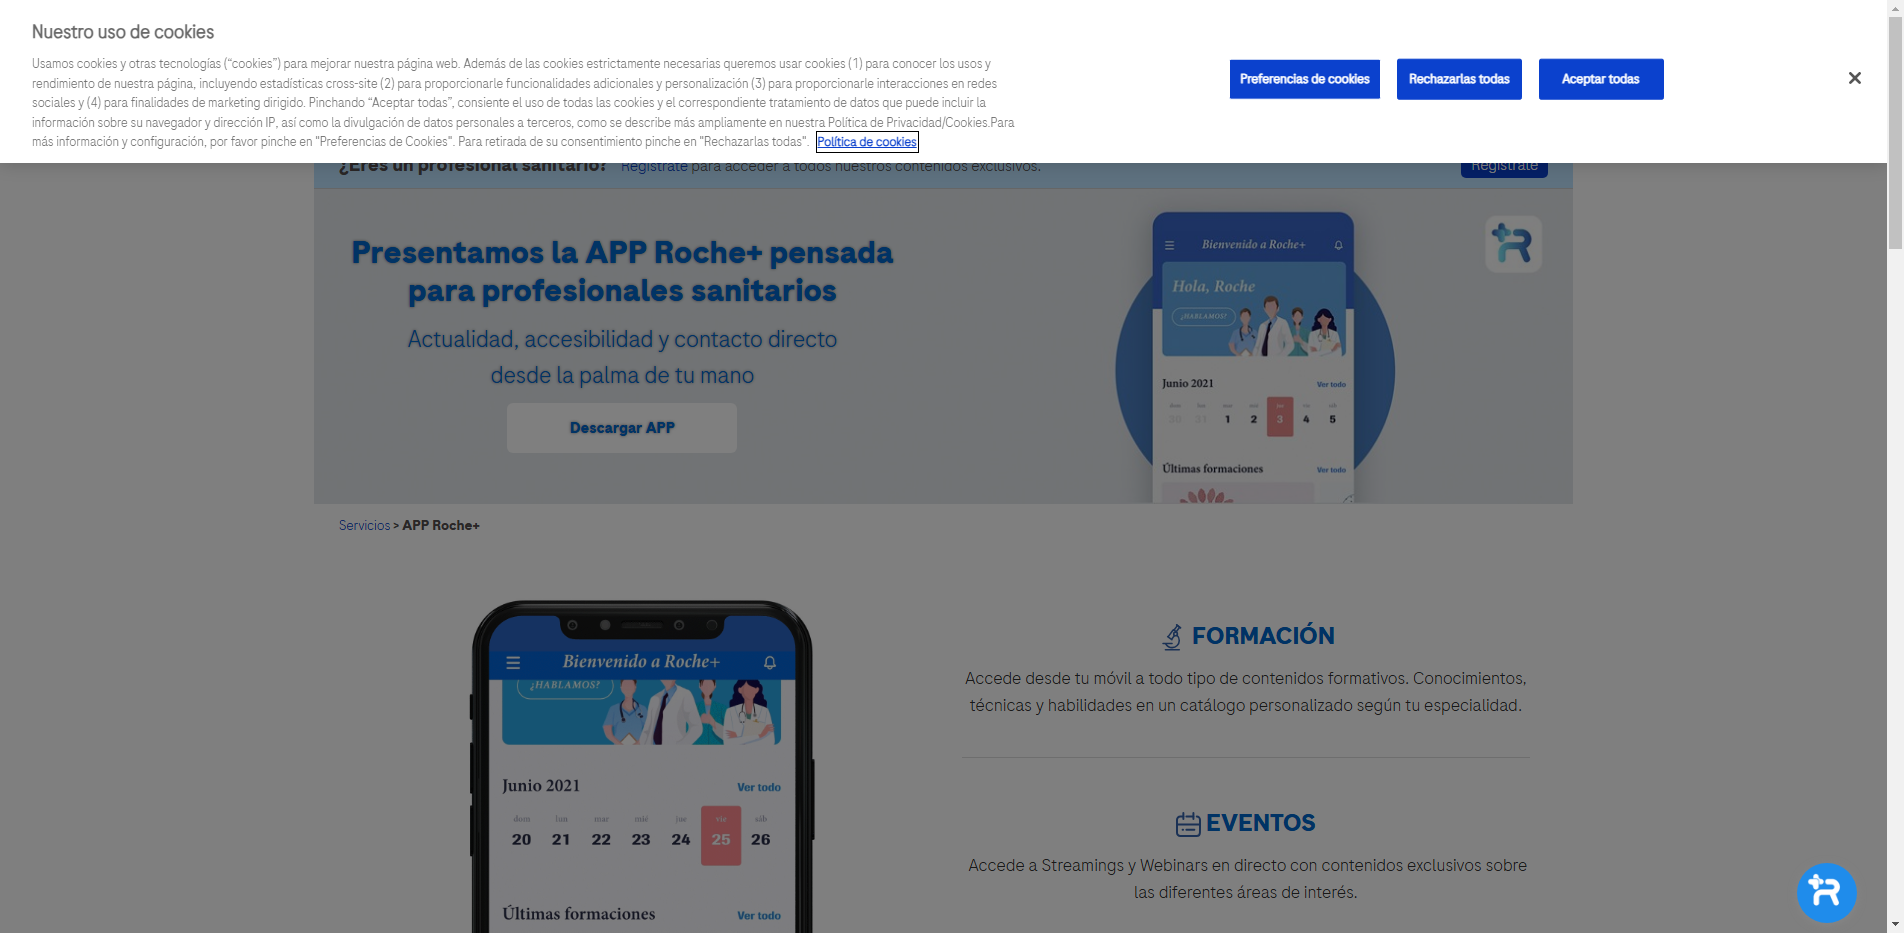 Nuestro uso de cookies
Usamos cookies y otras tecnologías (“cookies”) para mejorar nuestra página web. Además de las cookies estrictamente necesarias queremos usar cookies (1) para conocer los usos y
rendimiento de nuestra página, incluyendo estadísticas cross-site (2) para proporcionarle funcionalidades adicionales y personalización (3) para proporcionarle interacciones en redes
sociales y (4) para finalidades de marketing dirigido. Pinchando “Aceptar todas”, consiente el uso de todas las cookies y el correspondiente tratamiento de datos que puede incluir la
información sobre su navegador y dirección IP, así como la divulgación de datos personales a terceros, como se describe más ampliamente en nuestra Política de Privacidad/Cookies.Para
más información y configuración, por favor pinche en "Preferencias de Cookies". Para retirada de su consentimiento pinche en "Rechazarlas todas". Política de cookies
Preferencias de cookies
Rechazarlas todas
Aceptar todas
¿Eres un profesional sanitario? Regístrate para acceder a todos nuestros contenidos exclusivos.
Regístrate
Presentamos la APP Roche+ pensada
para profesionales sanitarios
Actualidad, accesibilidad y contacto directo
desde la palma de tu mano
Descargar APP
Bienvenido a Roche+
Hola, Roche
¿HABLAMOS?
Junio 2021
Ver todo
dom lun mar mié jue vie sáb
30 31 1 2 3 4 5
Últimas formaciones
Ver todo
Servicios > APP Roche+
Bienvenido a Roche+
¿HABLAMOS?
Junio 2021
Ver todo
dom lun mar mié jue vie sáb
20 21 22 23 24 25 26
Últimas formaciones
Ver todo
FORMACIÓN
Accede desde tu móvil a todo tipo de contenidos formativos. Conocimientos,
técnicas y habilidades en un catálogo personalizado según tu especialidad.
EVENTOS
Accede a Streamings y Webinars en directo con contenidos exclusivos sobre
las diferentes áreas de interés.